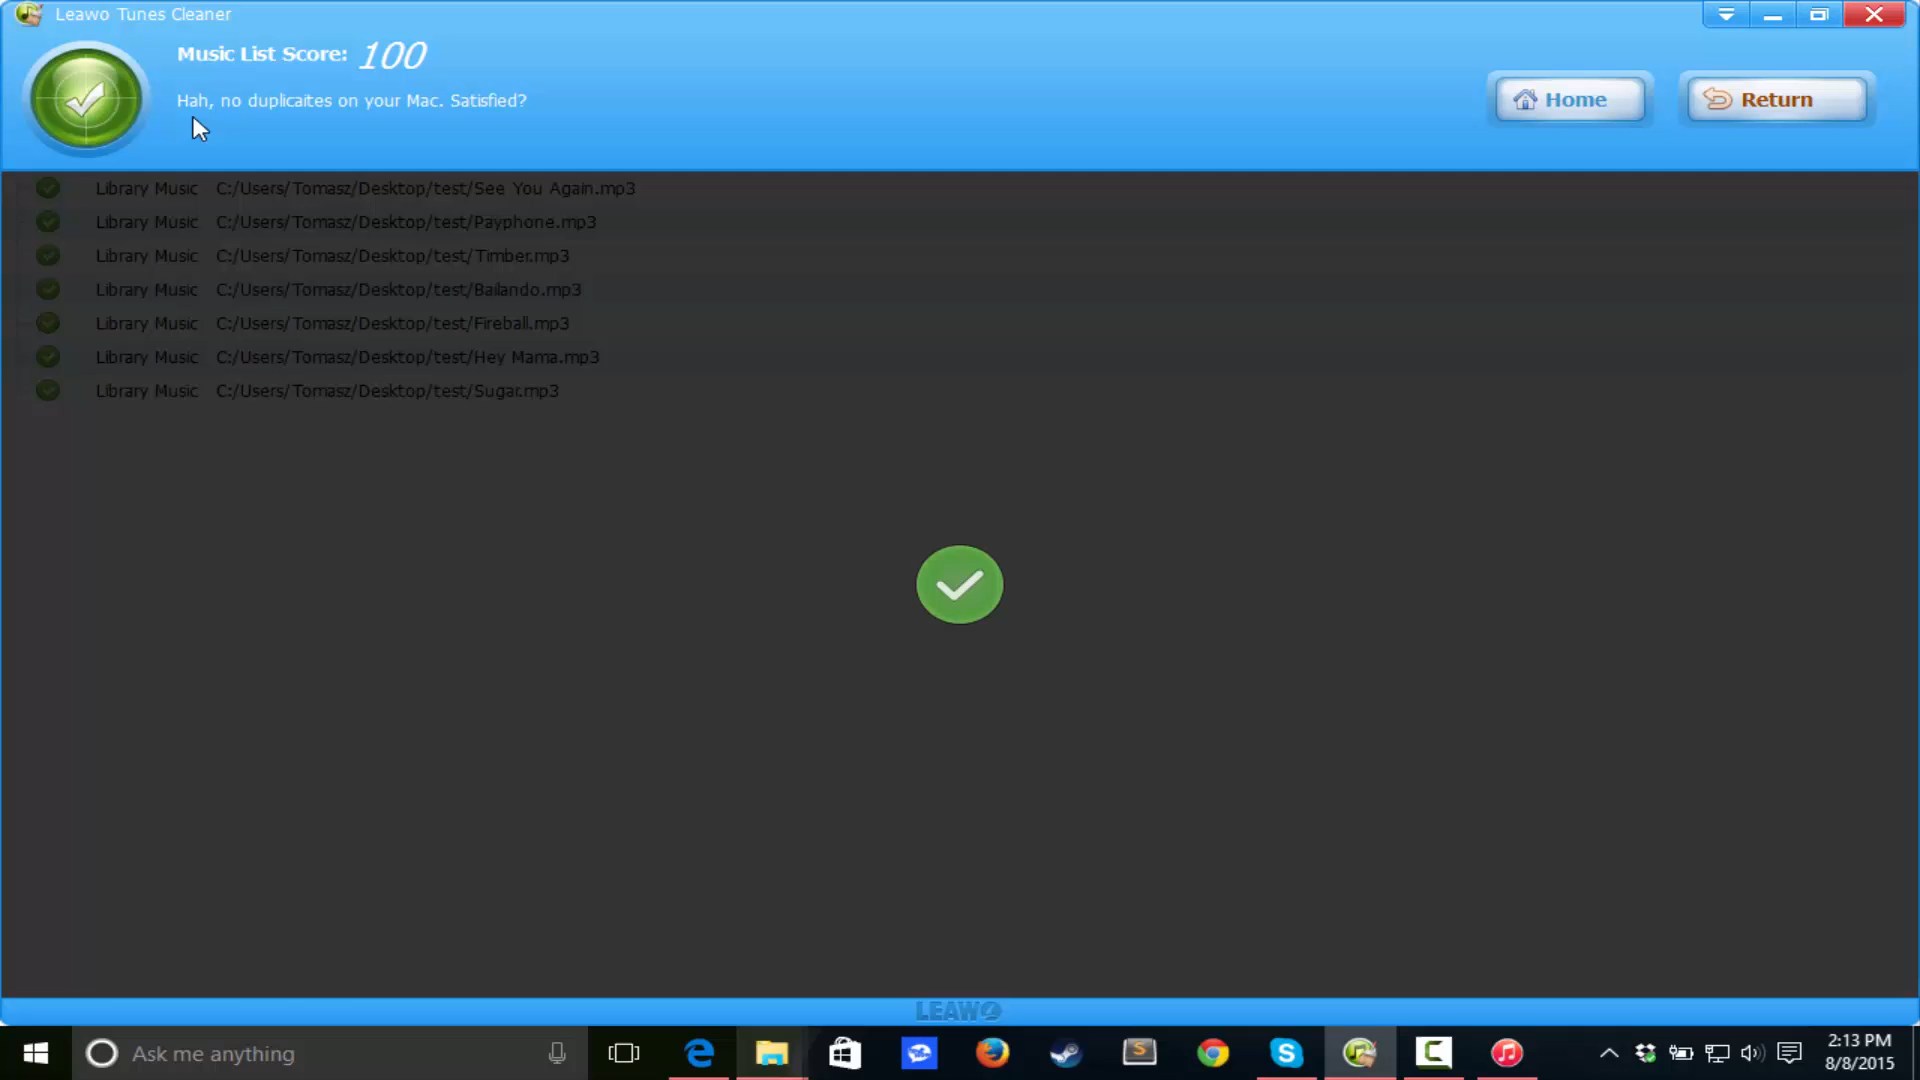 Leawo Tunes Cleaner
Music List Score: 100
Hah, no duplicaites on your Mac. Satisfied?
Home
Return
Library Music C:/Users/Tomasz/Desktop/test/See You Again.mp3
Library Music C:/Users/Tomasz/Desktop/test/Payphone.mp3
Library Music C:/Users/Tomasz/Desktop/test/Timber.mp3
Library Music C:/Users/Tomasz/Desktop/test/Bailando.mp3
Library Music C:/Users/Tomasz/Desktop/test/Fireball.mp3
Library Music C:/Users/Tomasz/Desktop/test/Hey Mama.mp3
Library Music C:/Users/Tomasz/Desktop/test/Sugar.mp3
LEAWO
Ask me anything
2:13 PM
8/8/2015